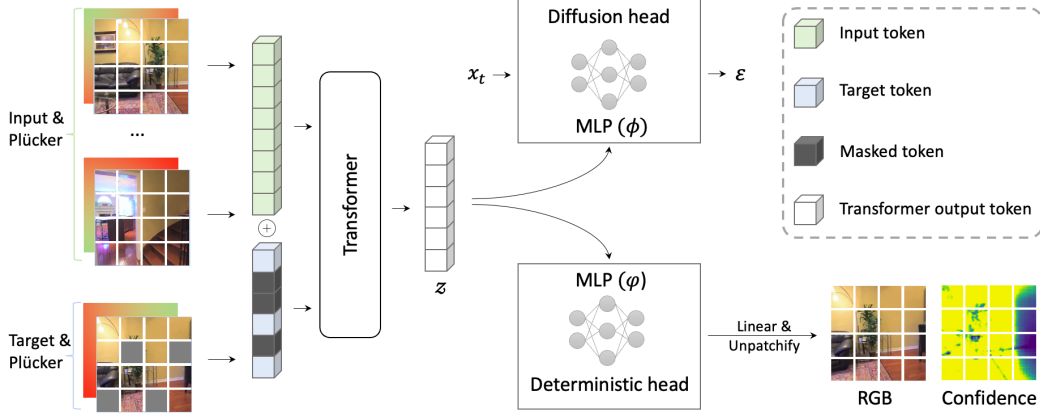 Input &
Plücker
...
Target &
Plücker
+
Transformer
z
Diffusion head
x_t
ε
MLP (ϕ)
MLP (φ)
Deterministic head
Linear &
Unpatchify
RGB
Confidence
Input token
Target token
Masked token
Transformer output token